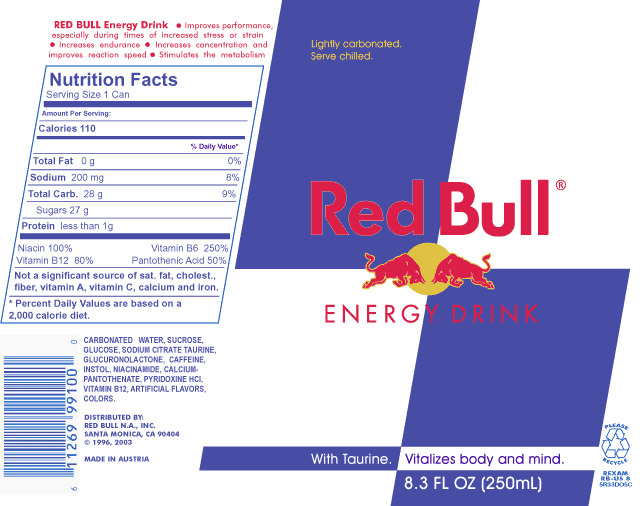 RED BULL Energy Drink ● Improves performance,
especially during times of increased stress or strain
● Increases endurance ● Increases concentration and
improves reaction speed ● Stimulates the metabolism
Nutrition Facts
Serving Size 1 Can
Amount Per Serving:
Calories 110
% Daily Value*
Total Fat 0 g 0%
Sodium 200 mg 8%
Total Carb. 28 g 9%
Sugars 27 g
Protein less than 1g
Niacin 100% Vitamin B6 250%
Vitamin B12 80% Pantothenic Acid 50%
Not a significant source of sat. fat, cholest.,
fiber, vitamin A, vitamin C, calcium and iron.
* Percent Daily Values are based on a
2,000 calorie diet.
CARBONATED WATER, SUCROSE,
GLUCOSE, SODIUM CITRATE TAURINE,
GLUCURONOLACTONE, CAFFEINE,
INSTOL, NIACINAMIDE, CALCIUM-
PANTOTHENATE, PYRIDOXINE HCl,
VITAMIN B12, ARTIFICIAL FLAVORS,
COLORS.
DISTRIBUTED BY:
RED BULL N.A., INC.
SANTA MONICA, CA 90404
© 1996, 2003
MADE IN AUSTRIA
6 11269 99100 0
Lightly carbonated.
Serve chilled.
Red Bull®
ENERGY DRINK
With Taurine. Vitalizes body and mind.
8.3 FL OZ (250mL)
PLEASE
RECYCLE
REXAM
RB-US 8
SR33DOSC